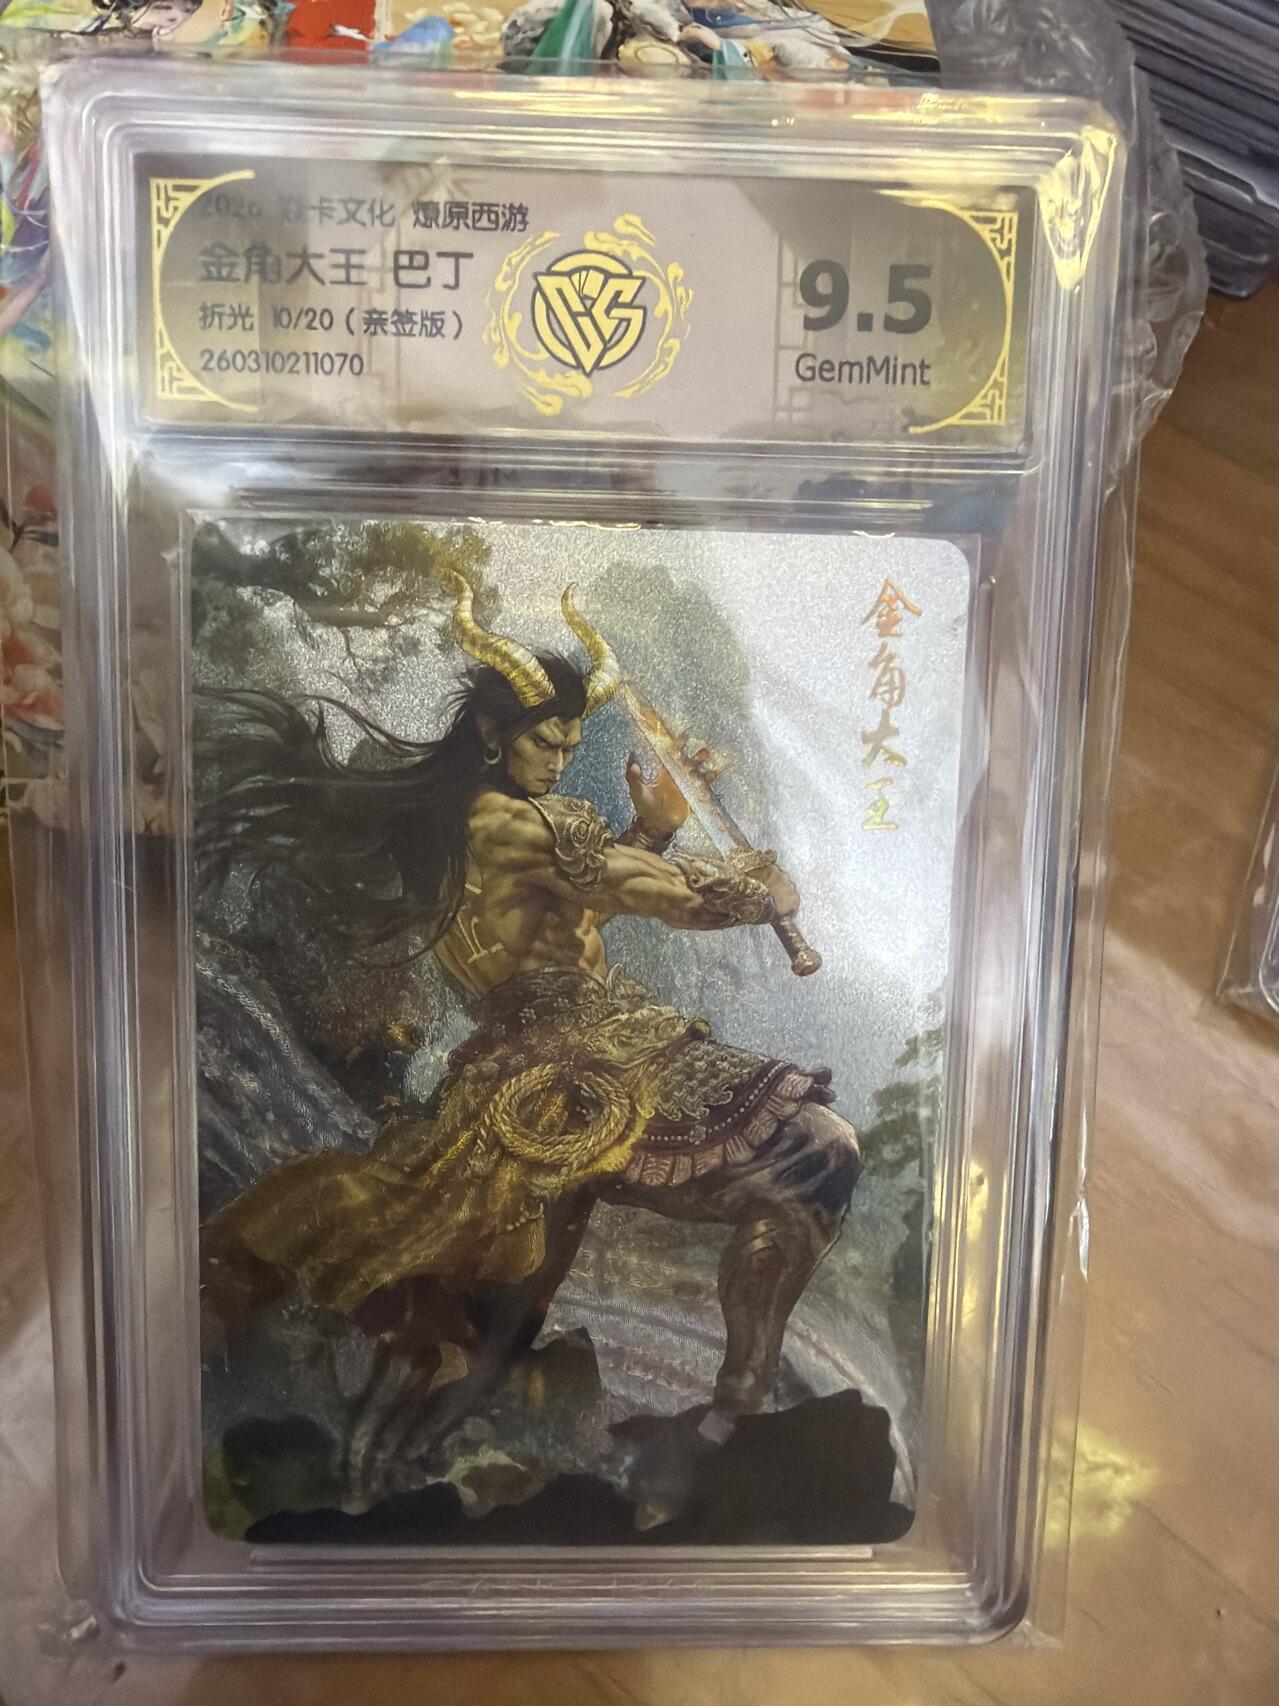 2026 卡文化 燎原西游
金角大王 巴丁
折光 10/20（亲签版）
260310211070
9.5
GemMint
金角大王